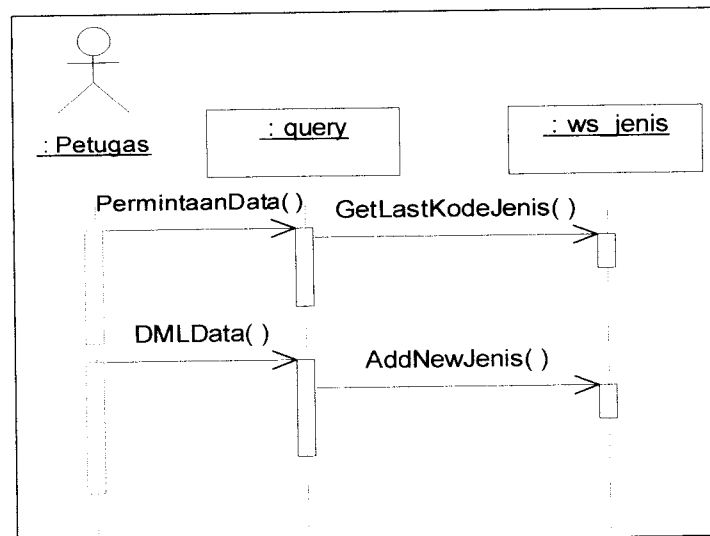 : Petugas
: query
: ws_jenis
PermintaanData( )
GetLastKodeJenis( )
DMLData( )
AddNewJenis( )